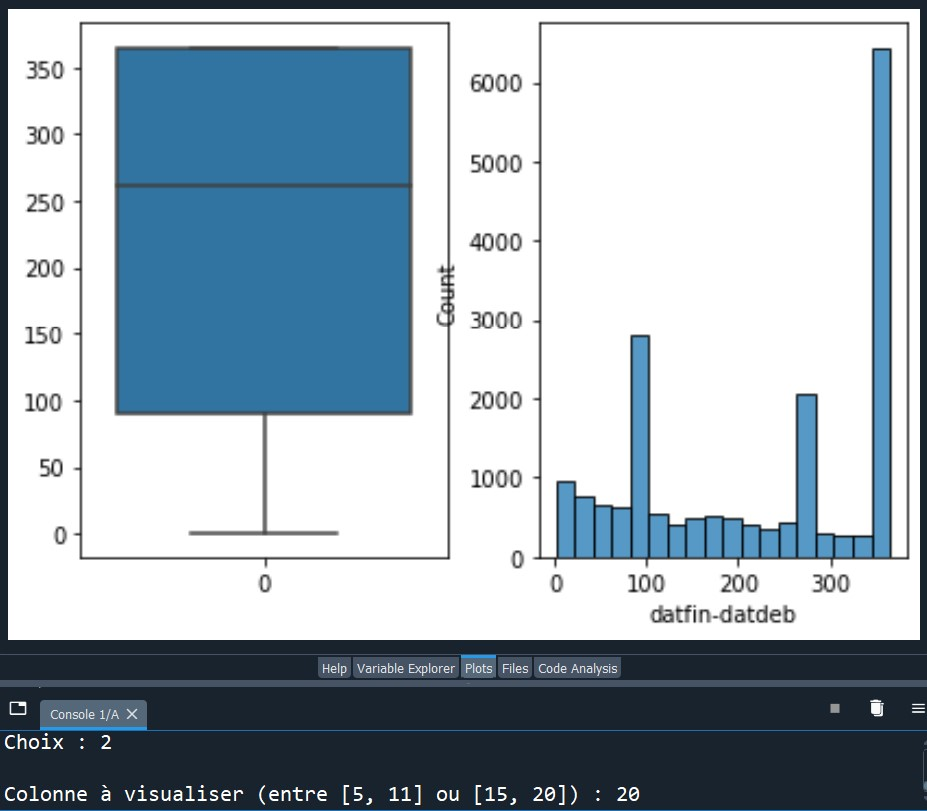 350
300
250
200
150
100
50
0
0
Count
6000
5000
4000
3000
2000
1000
0
0 100 200 300
datfin-datdeb
Help Variable Explorer Plots Files Code Analysis
Console 1/A
Choix : 2
Colonne à visualiser (entre [5, 11] ou [15, 20]) : 20